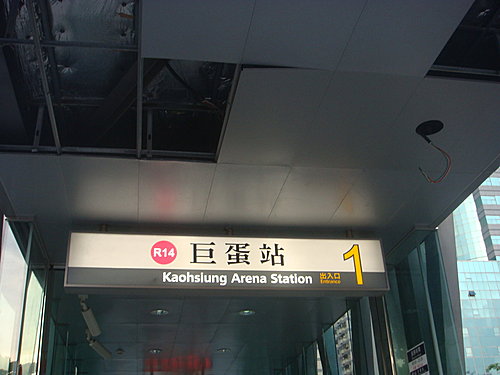 R14 巨蛋站 1
Kaohsiung Arena Station 出入口
Entrance